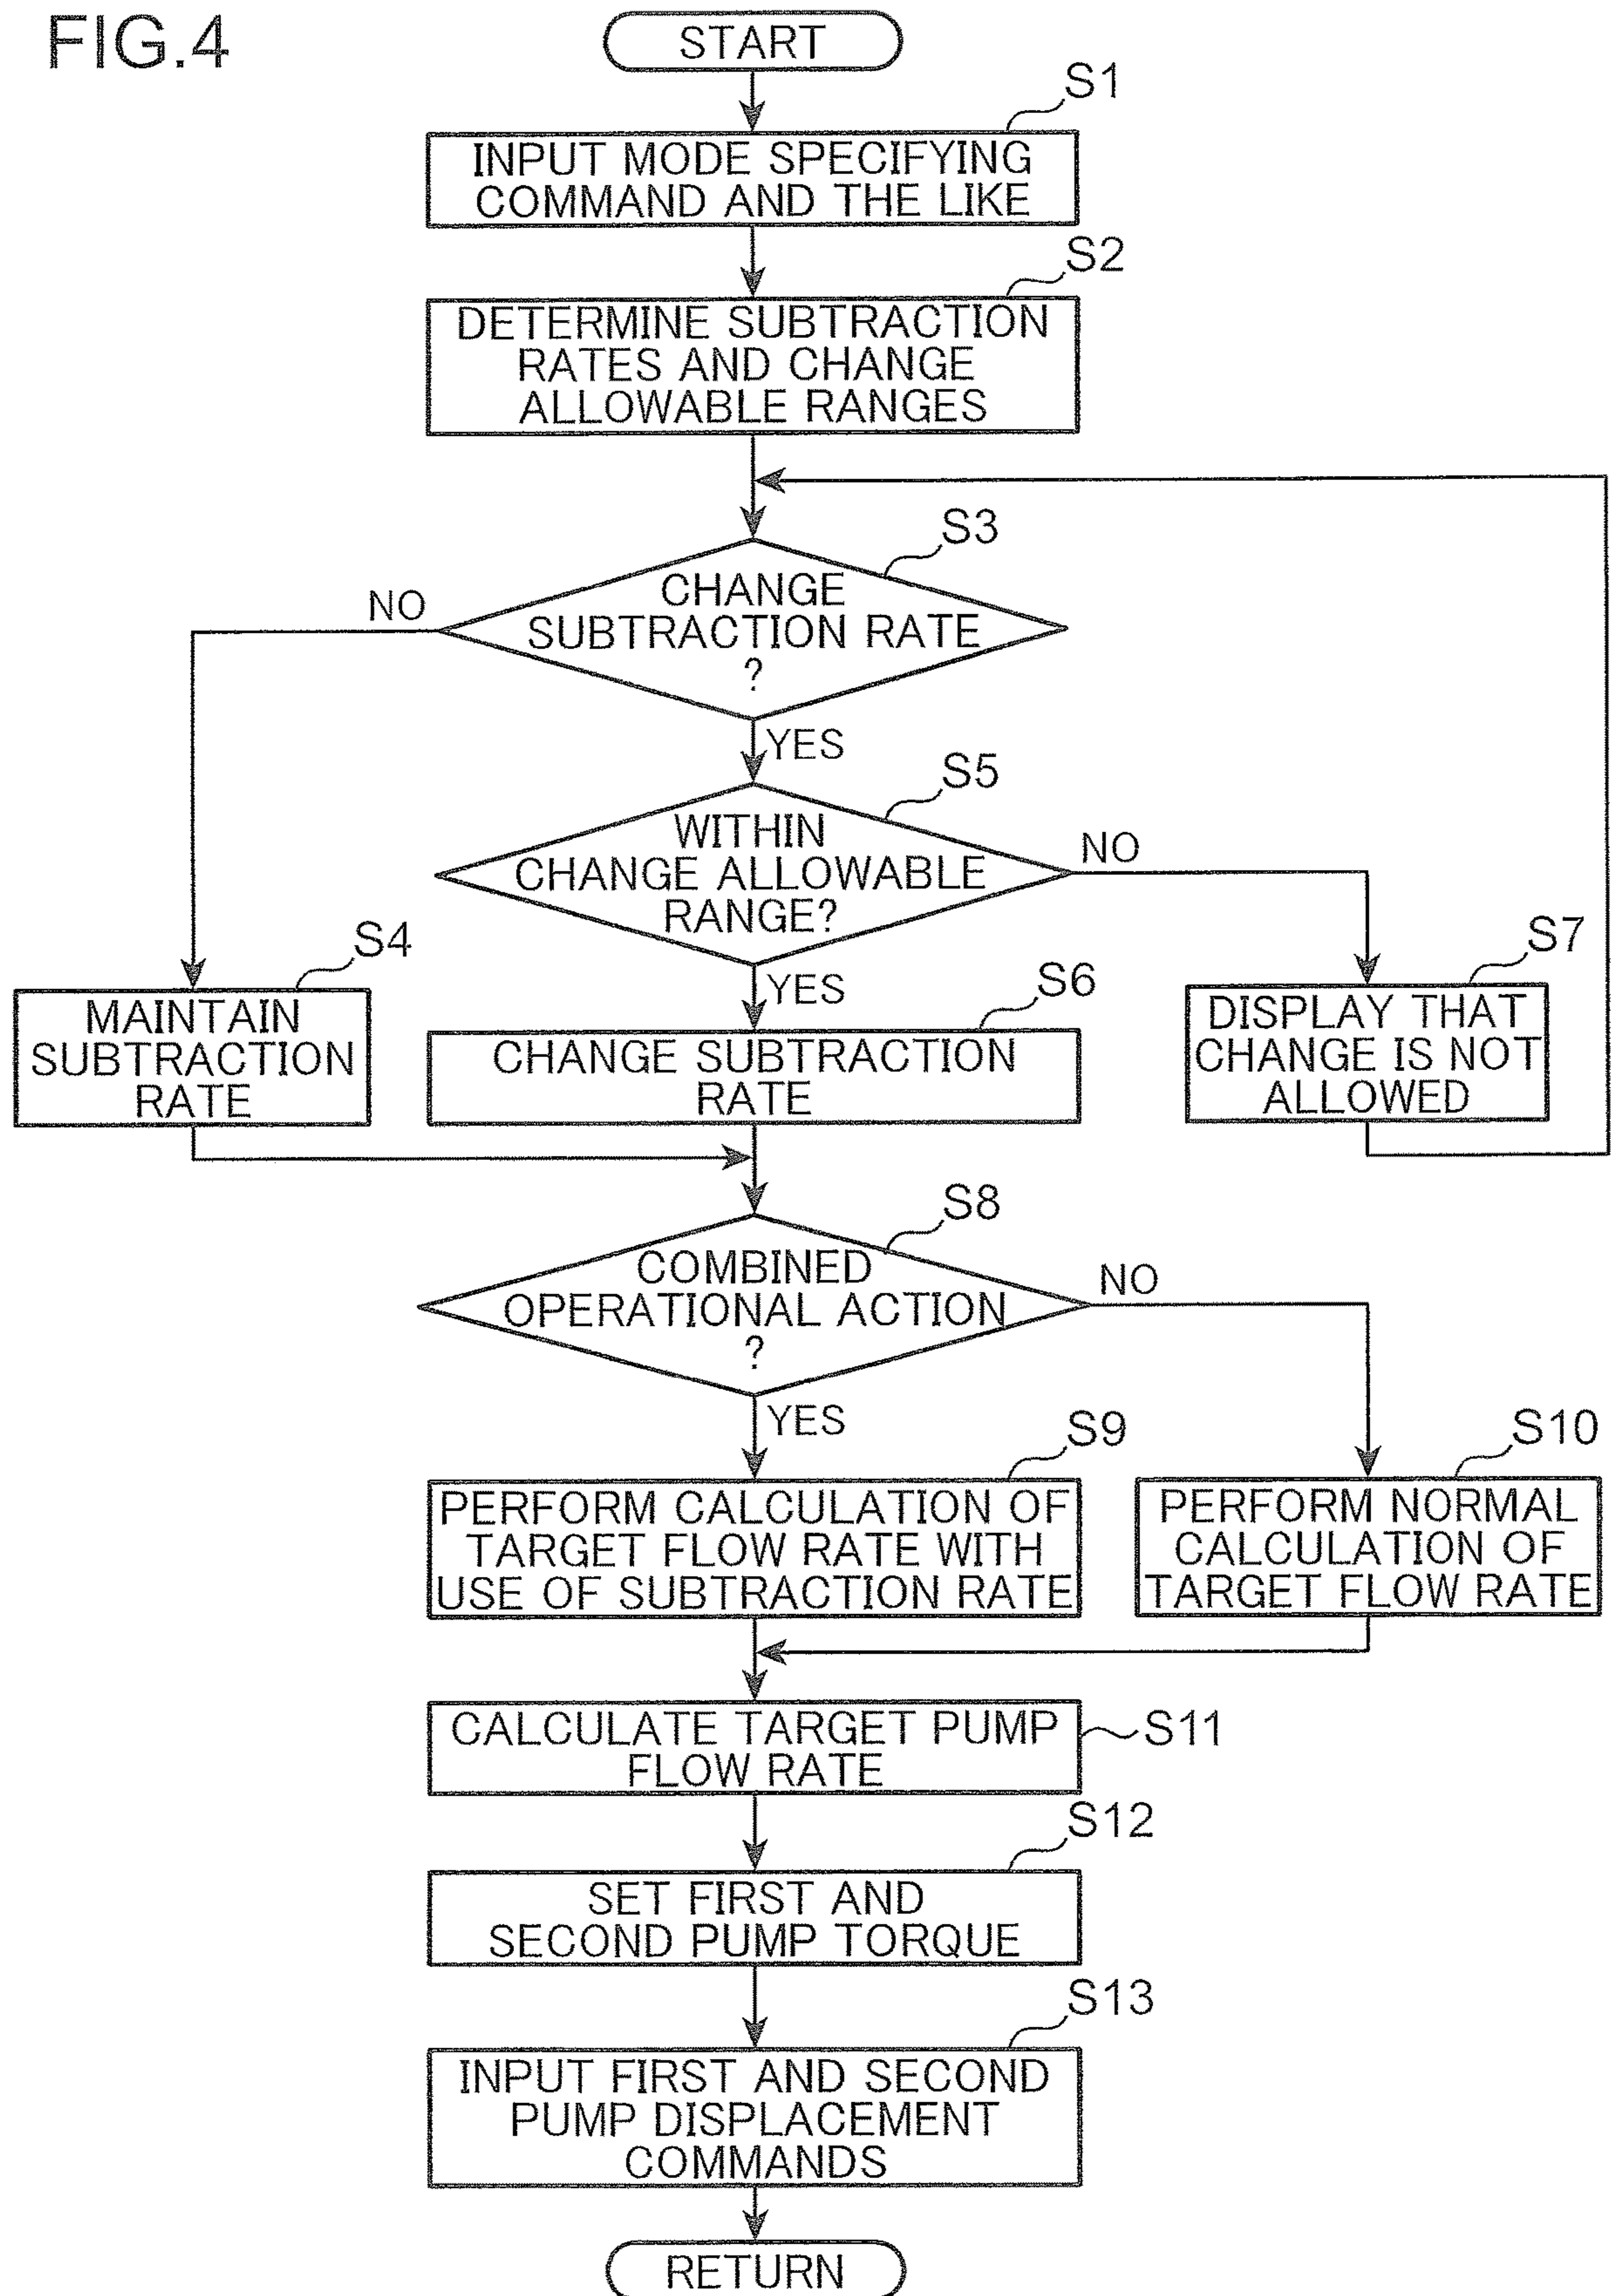 FIG.4
START
S1
INPUT MODE SPECIFYING
COMMAND AND THE LIKE
S2
DETERMINE SUBTRACTION
RATES AND CHANGE
ALLOWABLE RANGES
S3
CHANGE
SUBTRACTION RATE
?
NO
YES
S5
WITHIN
CHANGE ALLOWABLE
RANGE?
NO
YES
S4
MAINTAIN
SUBTRACTION
RATE
S6
CHANGE SUBTRACTION
RATE
S7
DISPLAY THAT
CHANGE IS NOT
ALLOWED
S8
COMBINED
OPERATIONAL ACTION
?
NO
YES
S9
PERFORM CALCULATION OF
TARGET FLOW RATE WITH
USE OF SUBTRACTION RATE
S10
PERFORM NORMAL
CALCULATION OF
TARGET FLOW RATE
CALCULATE TARGET PUMP
FLOW RATE
S11
S12
SET FIRST AND
SECOND PUMP TORQUE
S13
INPUT FIRST AND SECOND
PUMP DISPLACEMENT
COMMANDS
RETURN